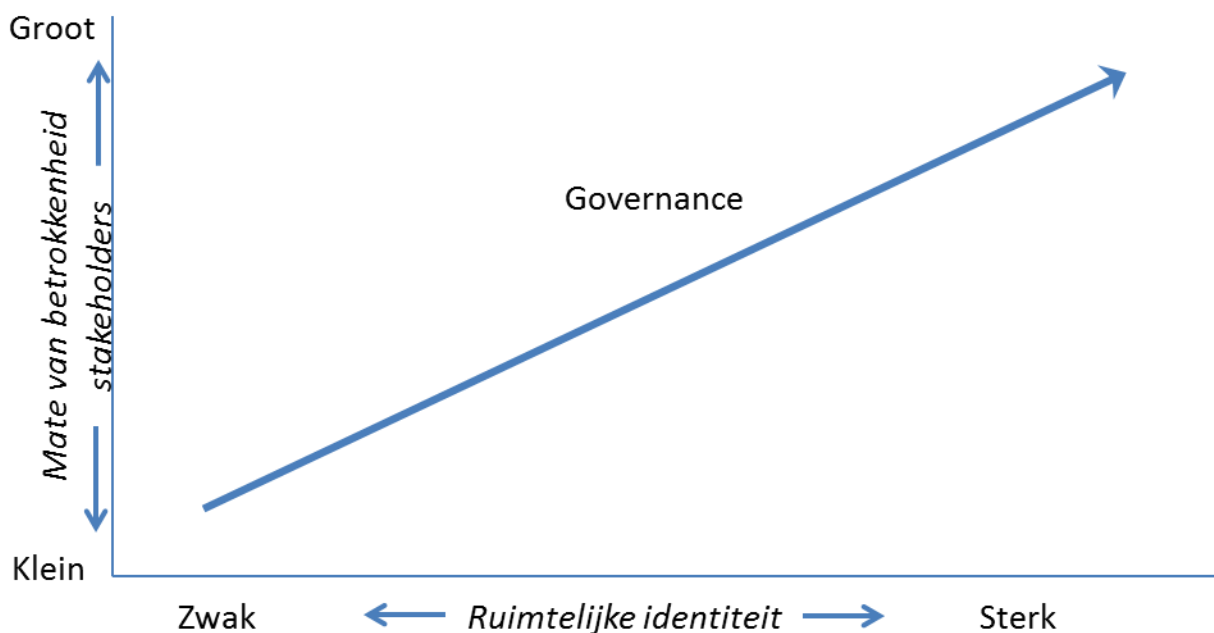 Groot
Mate van betrokkenheid
stakeholders
Governance
Klein
Zwak
Ruimtelijke identiteit
Sterk